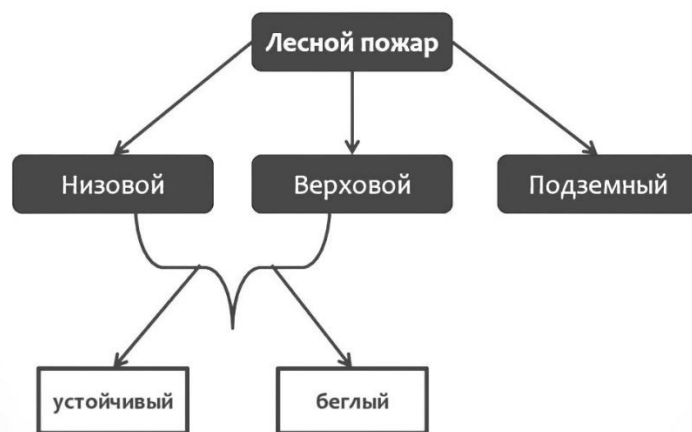 Лесной пожар
Низовой
Верховой
Подземный
устойчивый
беглый